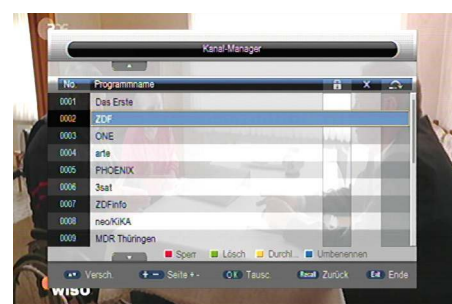 Kanal-Manager
No. Programmname X
0001 Das Erste
0002 ZDF
0003 ONE
0004 arte
0005 PHOENIX
0006 3sat
0007 ZDFinfo
0008 neo/KiKA
0009 MDR Thüringen
Sperr Lösch Durchl... Umbenennen
Versch. + - Seite + - OK Tausc. Recall Zurück Exit Ende
WISO